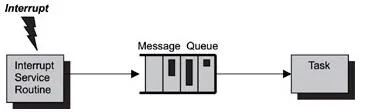 Interrupt
Message Queue
Interrupt
Service
Routine
Task